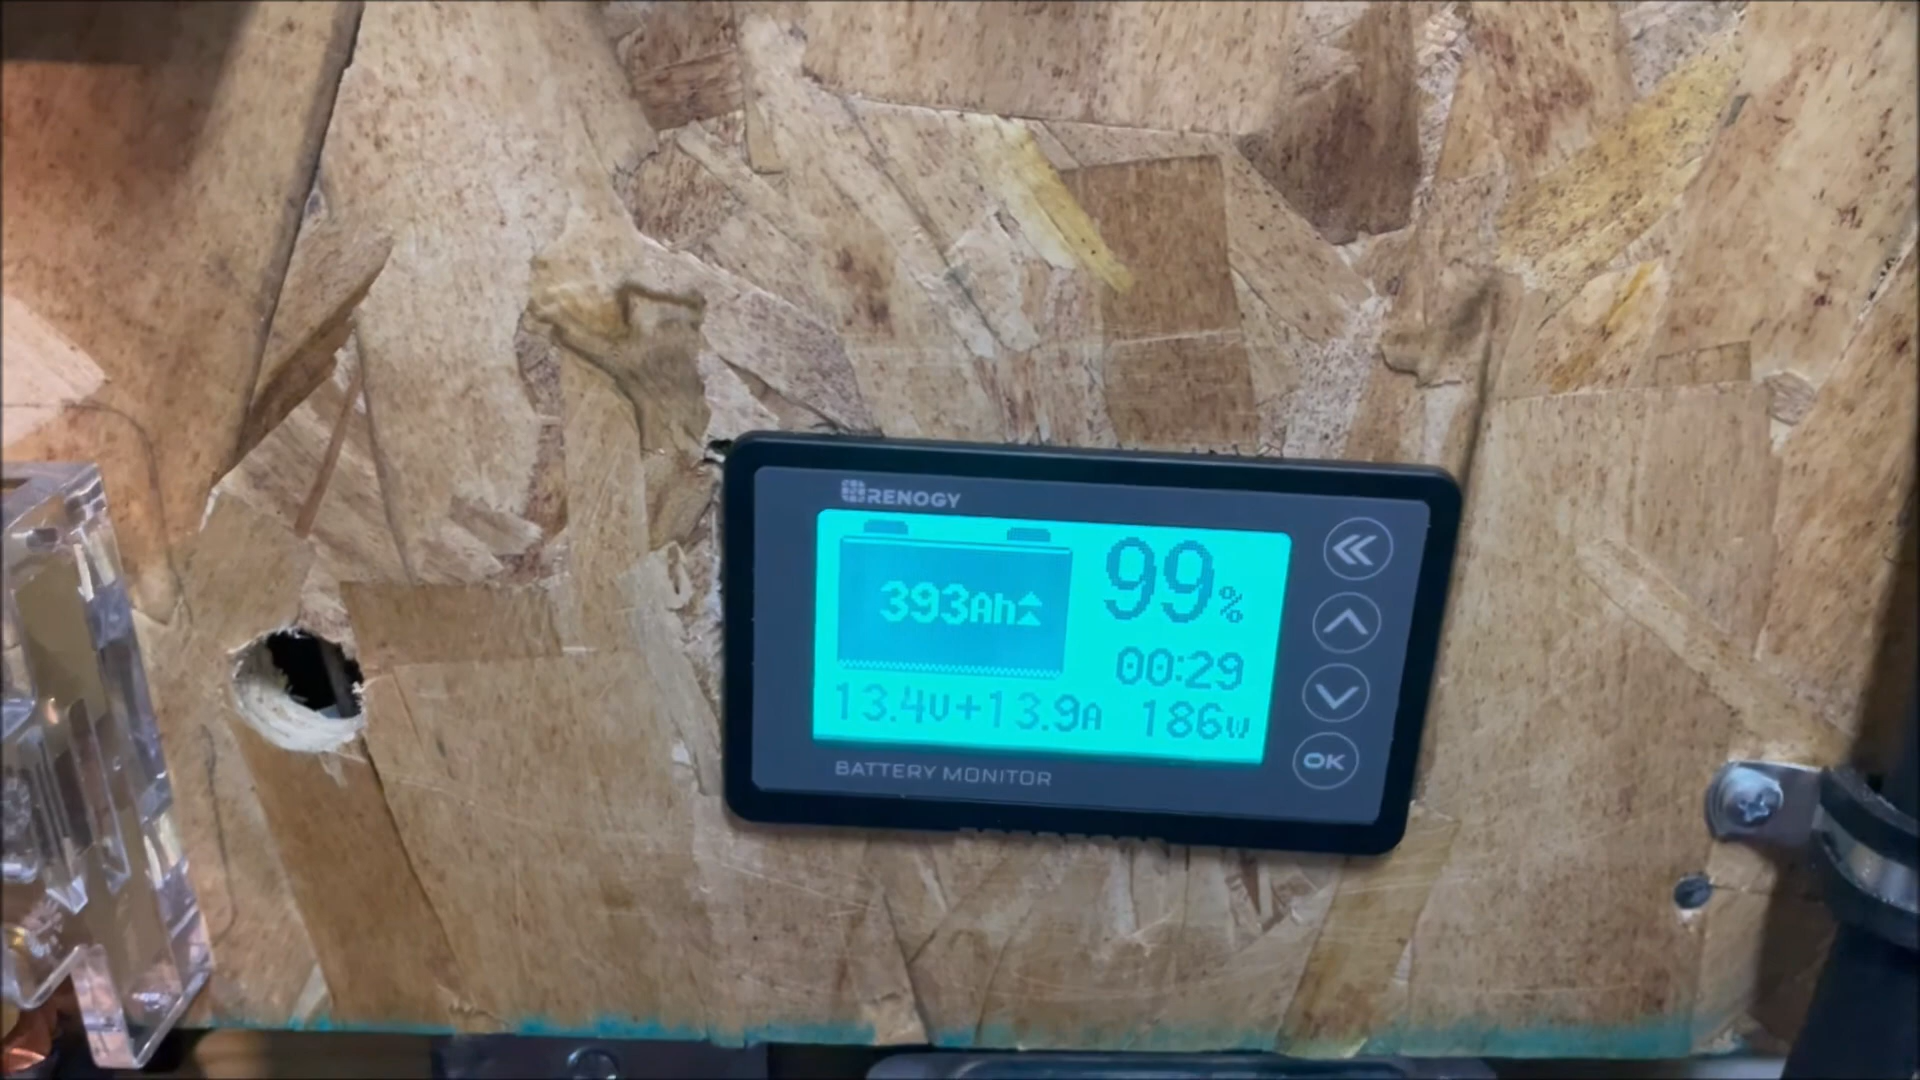 RENOGY
393Ah
99%
00:29
13.4V+13.9A 186W
BATTERY MONITOR
OK